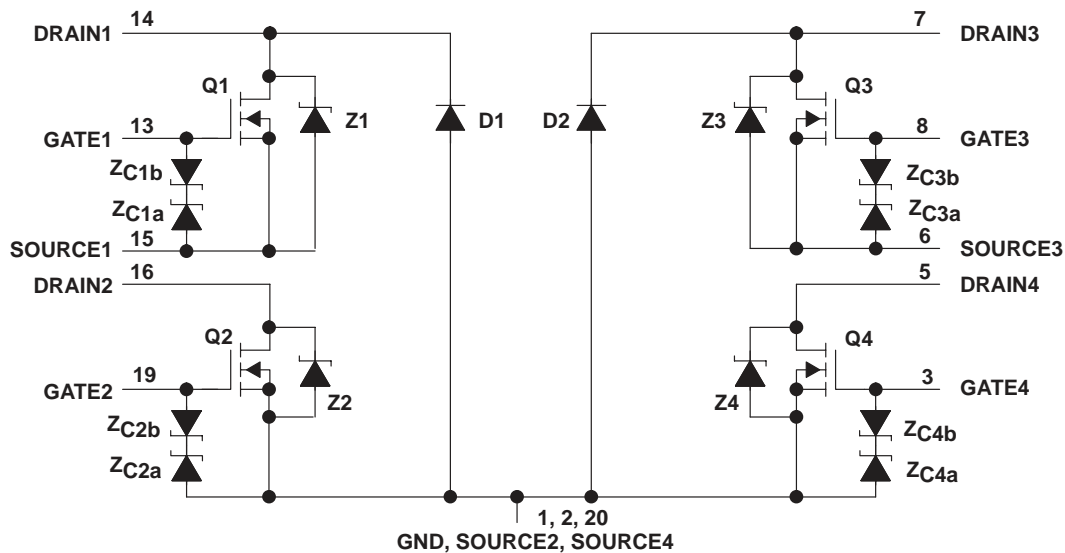 14
7
DRAIN1
DRAIN3
Q1
Q3
Z1
D1
D2
Z3
13
8
GATE1
GATE3
ZC1b
ZC3b
ZC1a
ZC3a
15
6
SOURCE1
SOURCE3
16
5
DRAIN2
DRAIN4
Q2
Q4
19
3
GATE2
Z2
Z4
GATE4
ZC2b
ZC4b
ZC2a
ZC4a
1, 2, 20
GND, SOURCE2, SOURCE4